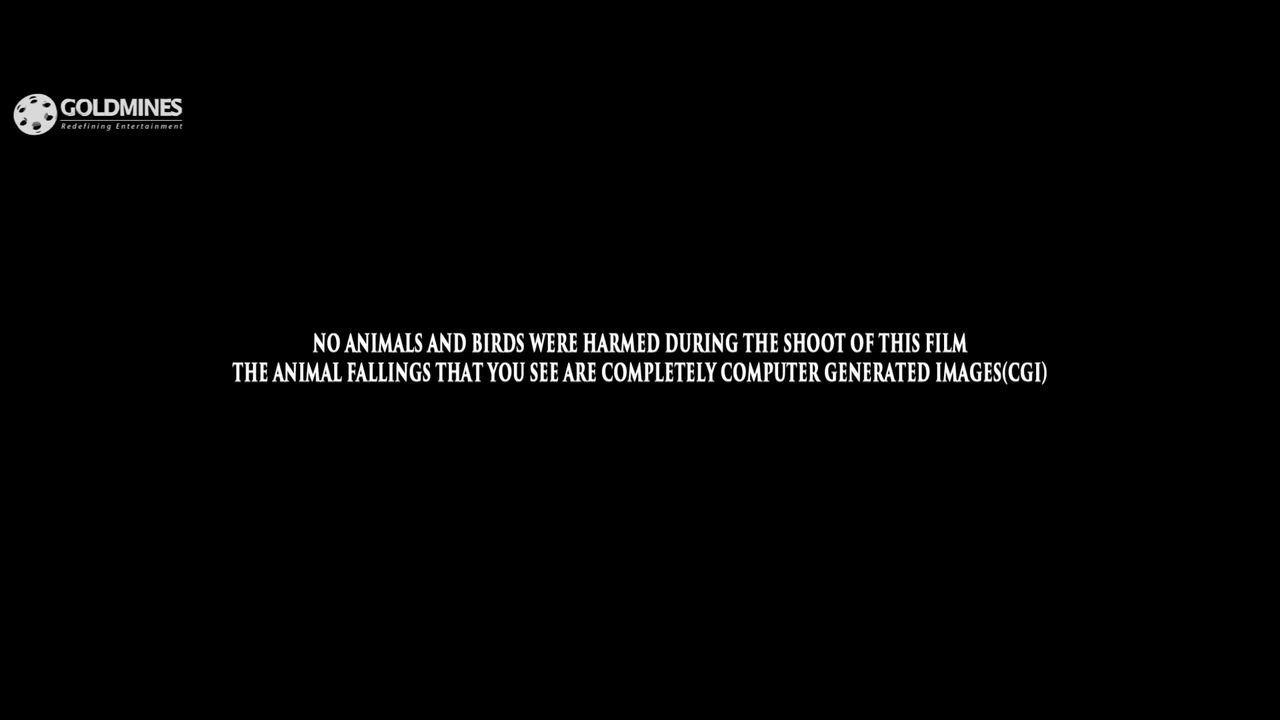 GOLDMINES
Redefining Entertainment
NO ANIMALS AND BIRDS WERE HARMED DURING THE SHOOT OF THIS FILM
THE ANIMAL FALLINGS THAT YOU SEE ARE COMPLETELY COMPUTER GENERATED IMAGES(CGI)